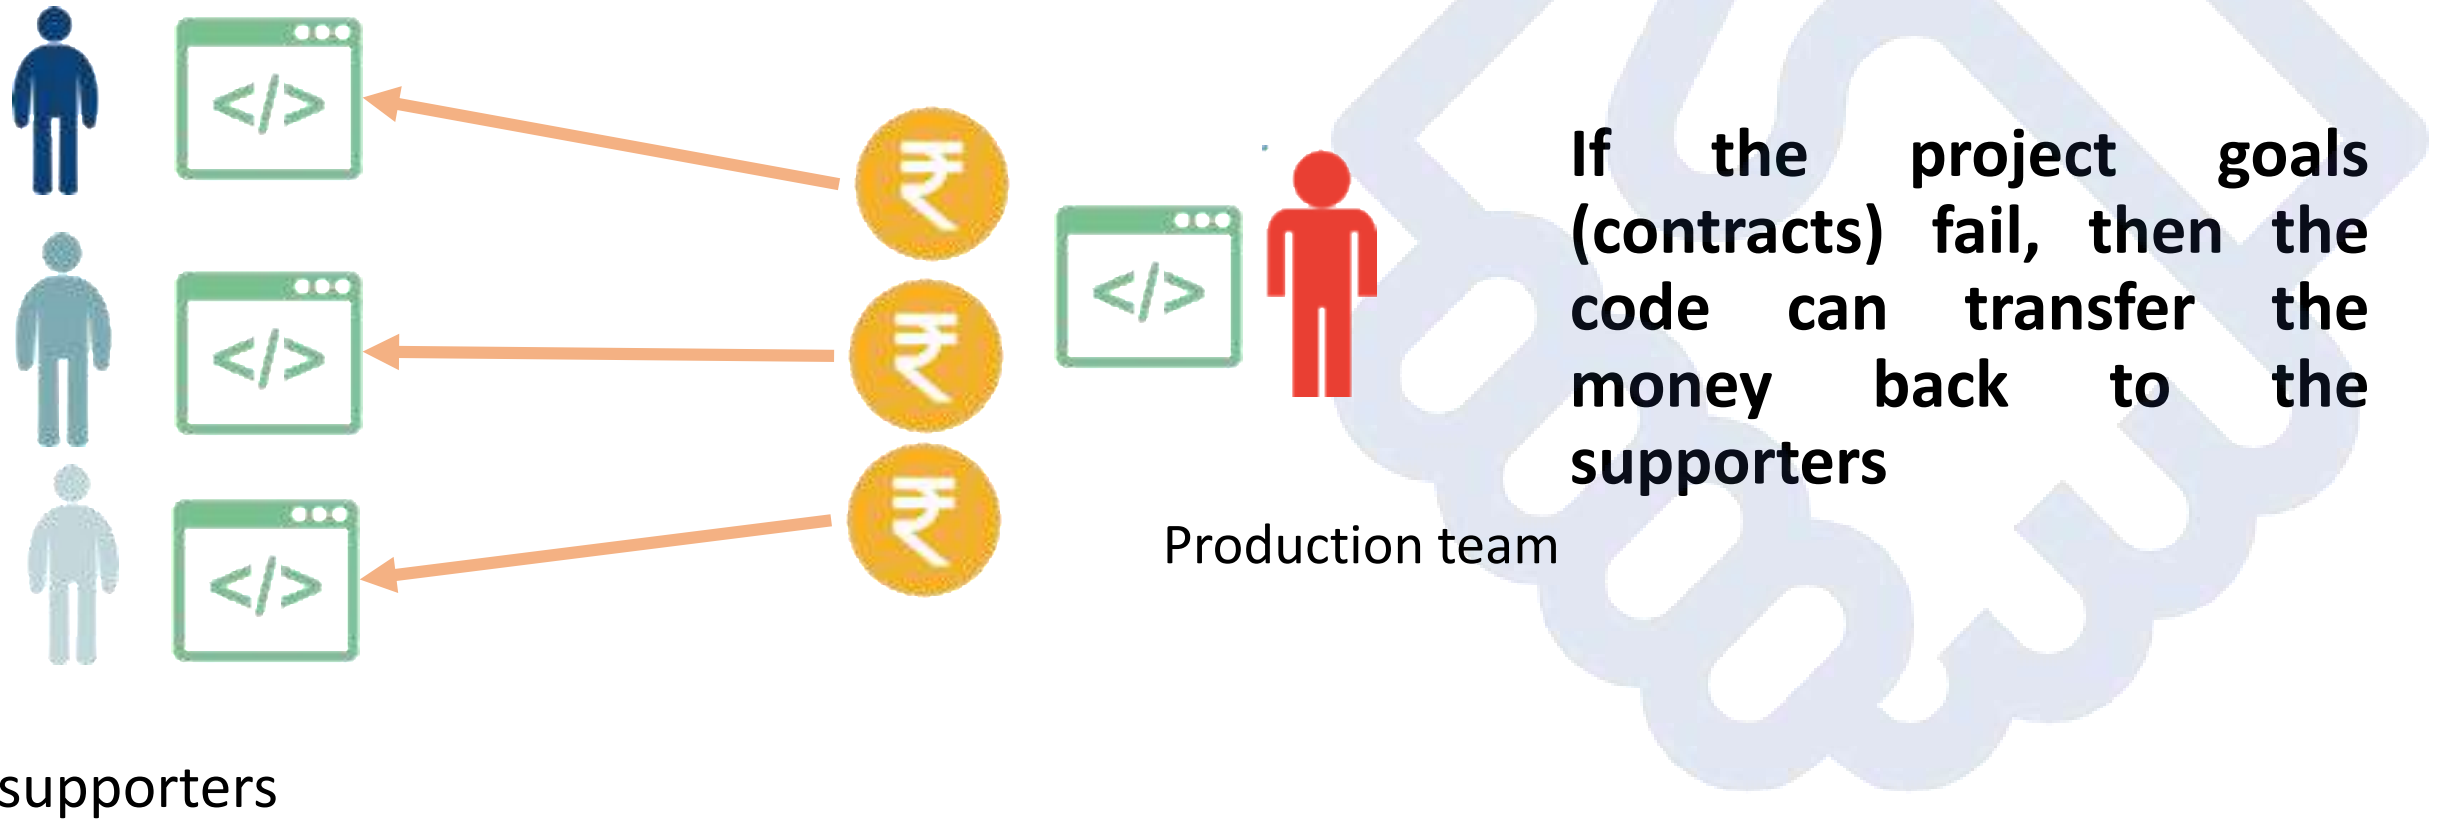 </>
</>
</>
₹
₹
₹
</>
If the project goals
(contracts) fail, then the
code can transfer the
money back to the
supporters
Production team
supporters